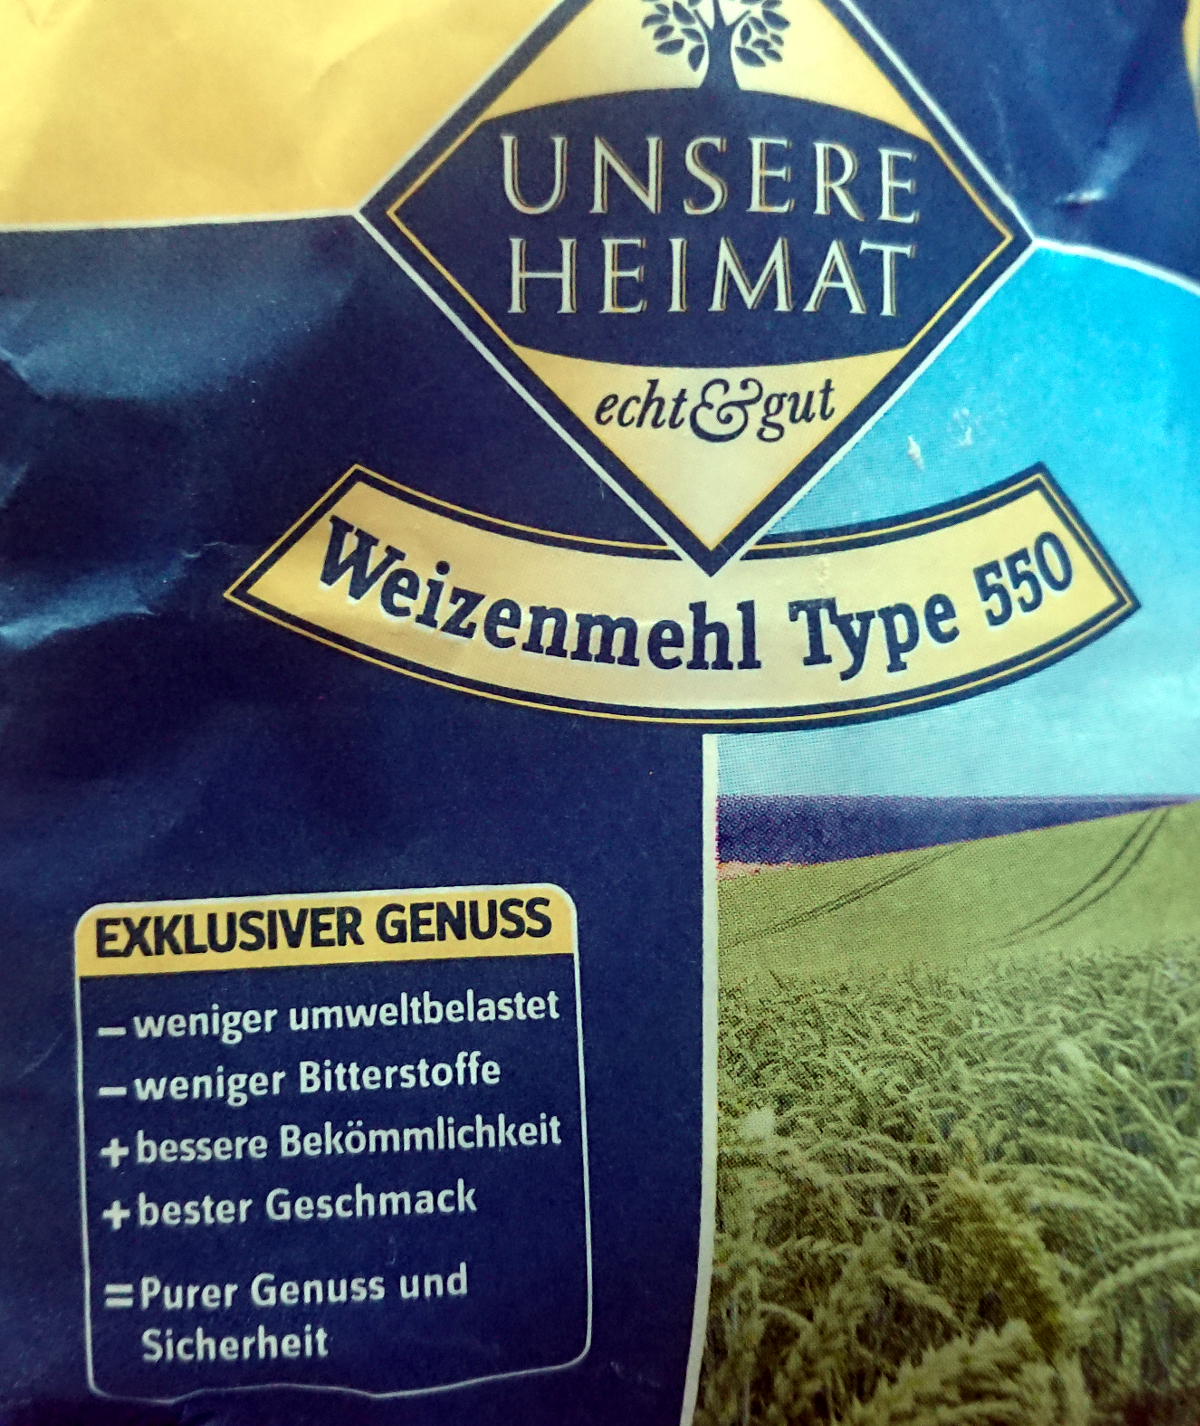 UNSERE
HEIMAT
echt & gut
Weizenmehl Type 550
EXKLUSIVER GENUSS
– weniger umweltbelastet
– weniger Bitterstoffe
+ bessere Bekömmlichkeit
+ bester Geschmack
= Purer Genuss und
Sicherheit